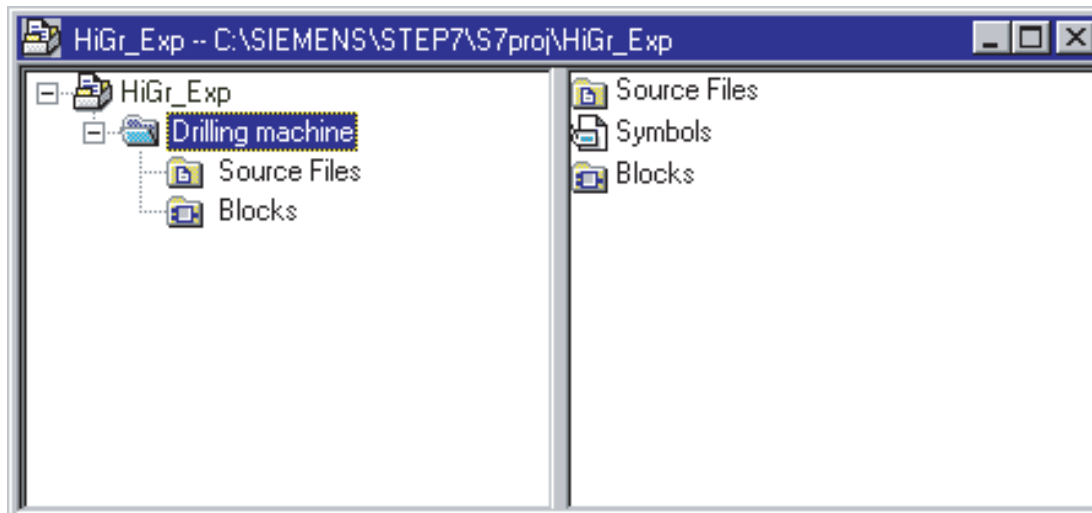 HiGr_Exp -- C:\SIEMENS\STEP7\S7proj\HiGr_Exp
HiGr_Exp
Drilling machine
Source Files
Blocks
Source Files
Symbols
Blocks